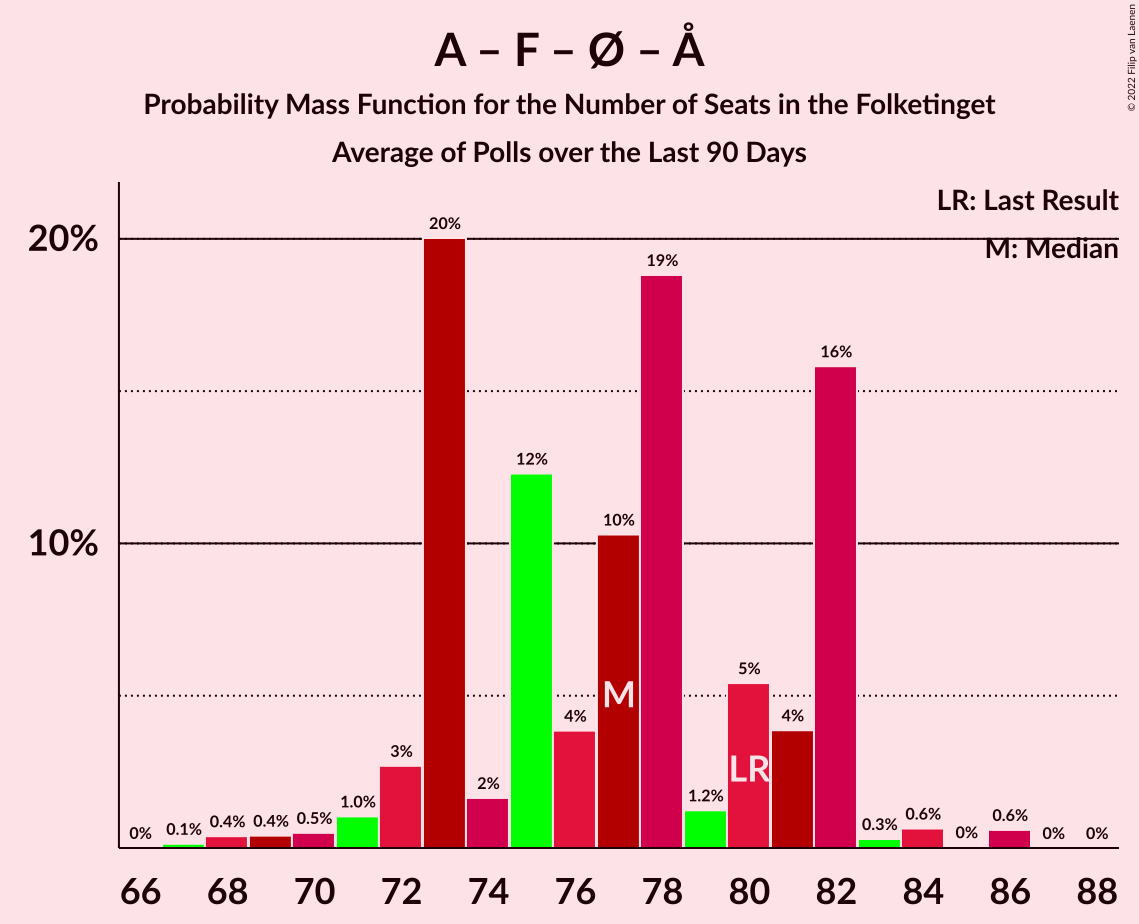 A – F – Ø – Å
Probability Mass Function for the Number of Seats in the Folketinget
Average of Polls over the Last 90 Days
© 2022 Filip van Laenen
LR: Last Result
M: Median
20%
10%
0%
0.1%
0.4%
0.4%
0.5%
1.0%
3%
20%
2%
12%
4%
10%
19%
1.2%
5%
4%
16%
0.3%
0.6%
0%
0.6%
0%
0%
M
LR
66 68 70 72 74 76 78 80 82 84 86 88